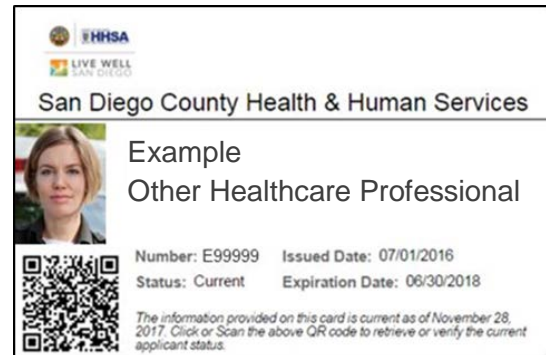 HHSA
LIVE WELL
SAN DIEGO
San Diego County Health & Human Services
Example
Other Healthcare Professional
Number: E99999 Issued Date: 07/01/2016
Status: Current Expiration Date: 06/30/2018
The information provided on this card is current as of November 28,
2017. Click or Scan the above QR code to retrieve or verify the current
applicant status.